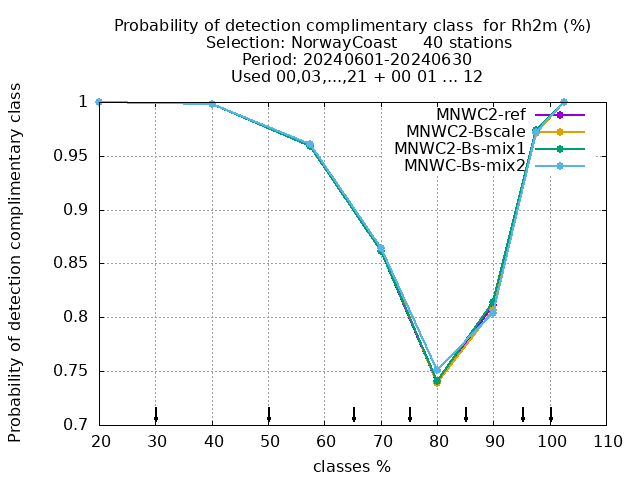 Probability of detection complimentary class  for Rh2m (%)
Selection: NorwayCoast     40 stations
Period: 20240601-20240630
Used 00,03,...,21 + 00 01 ... 12
Probability of detection complimentary class
1
0.95
0.9
0.85
0.8
0.75
0.7
MNWC2-ref
MNWC2-Bscale
MNWC2-Bs-mix1
MNWC-Bs-mix2
20 30 40 50 60 70 80 90 100 110
classes %